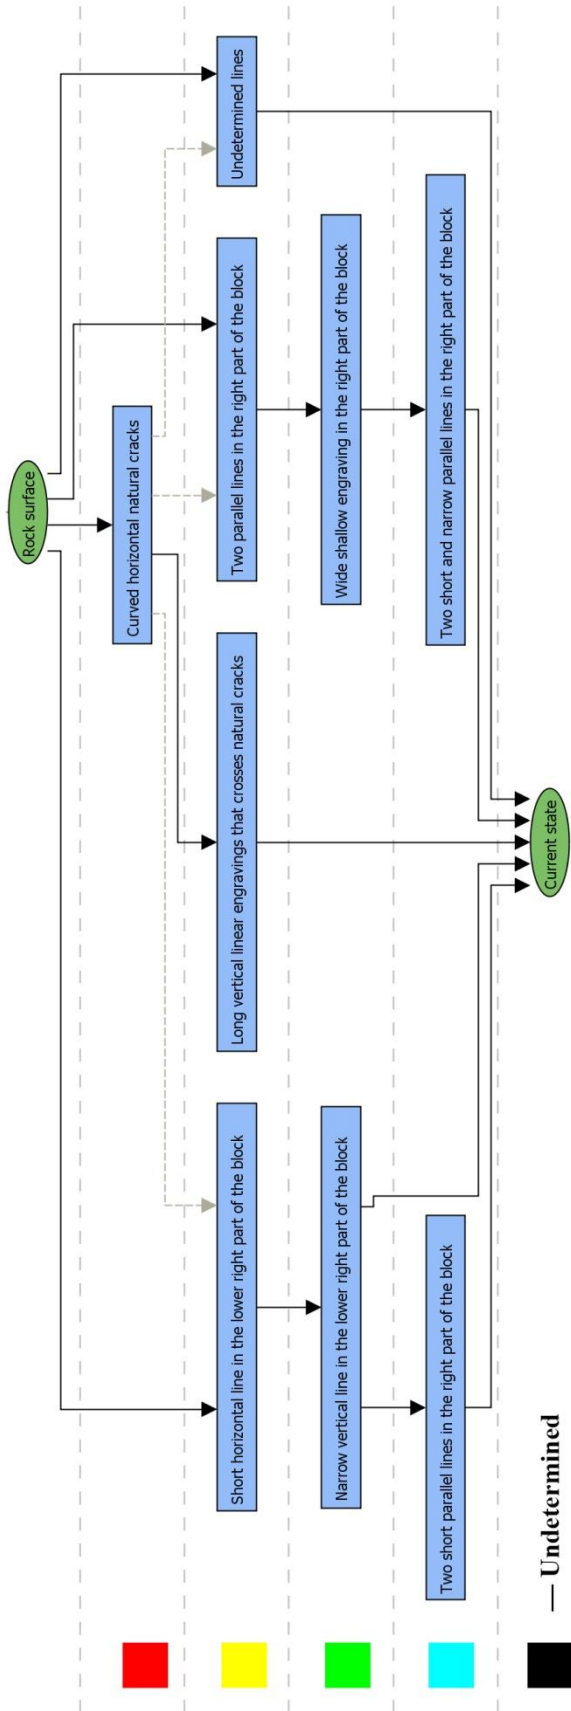 Rock surface
Curved horizontal natural cracks
Short horizontal line in the lower right part of the block
Long vertical linear engravings that crosses natural cracks
Two parallel lines in the right part of the block
Undetermined lines
Narrow vertical line in the lower right part of the block
Wide shallow engraving in the right part of the block
Two short parallel lines in the right part of the block
Two short and narrow parallel lines in the right part of the block
Current state
— Undetermined